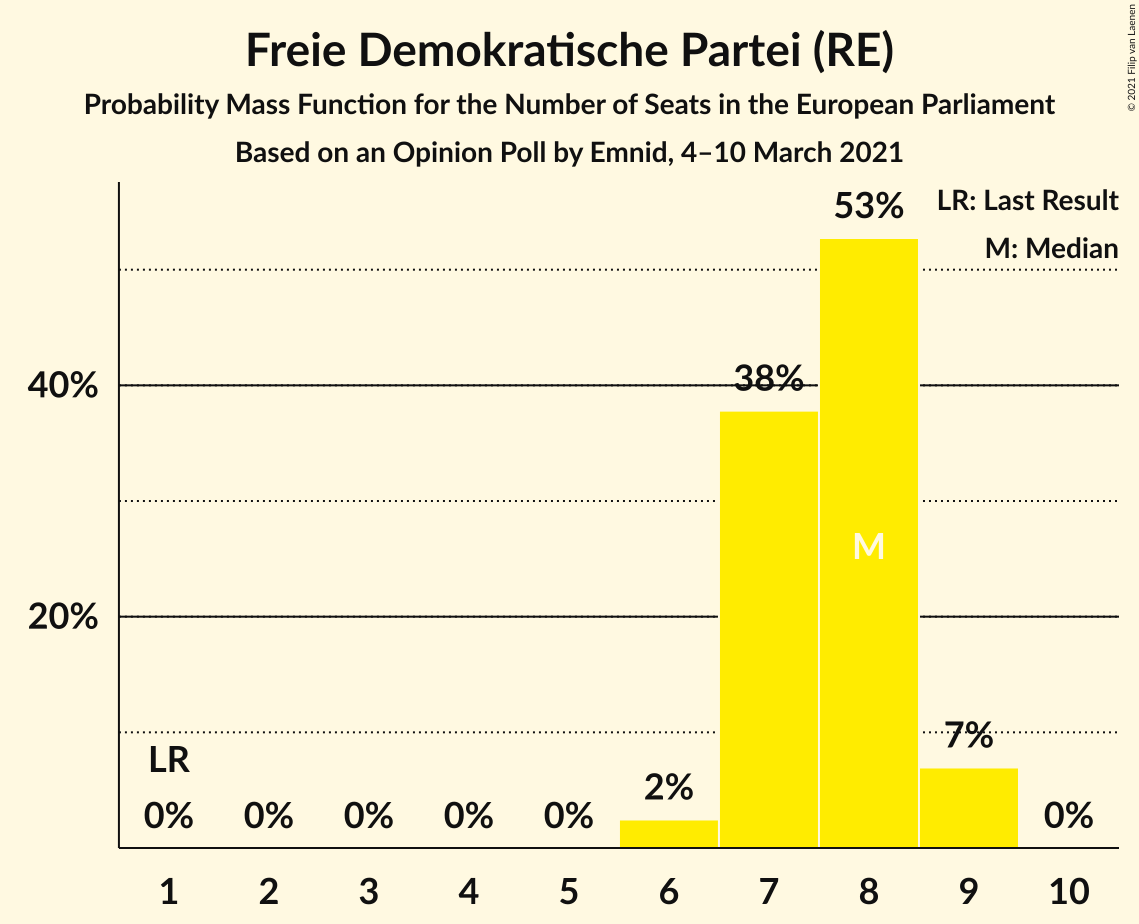 Freie Demokratische Partei (RE)
Probability Mass Function for the Number of Seats in the European Parliament
Based on an Opinion Poll by Emnid, 4–10 March 2021
© 2021 Filip van Laenen
LR: Last Result
M: Median
53%
40%
38%
M
20%
LR
7%
2%
0% 0% 0% 0% 0% 0%
1 2 3 4 5 6 7 8 9 10